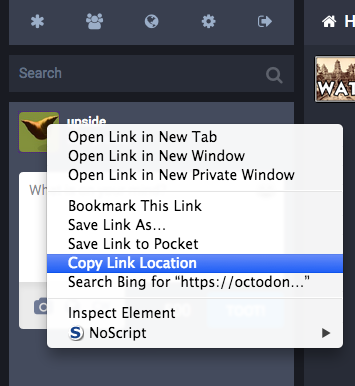 H
Search
WAT
upside
Open Link in New Tab
Open Link in New Window
Open Link in New Private Window
Wh
Bookmark This Link
Save Link As...
Save Link to Pocket
Copy Link Location
Search Bing for “https://octodon...”
Inspect Element
S NoScript